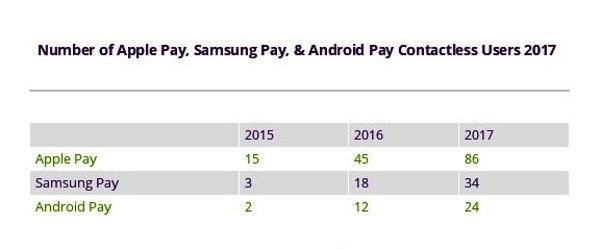 Number of Apple Pay, Samsung Pay, & Android Pay Contactless Users 2017
2015 2016 2017
Apple Pay 15 45 86
Samsung Pay 3 18 34
Android Pay 2 12 24